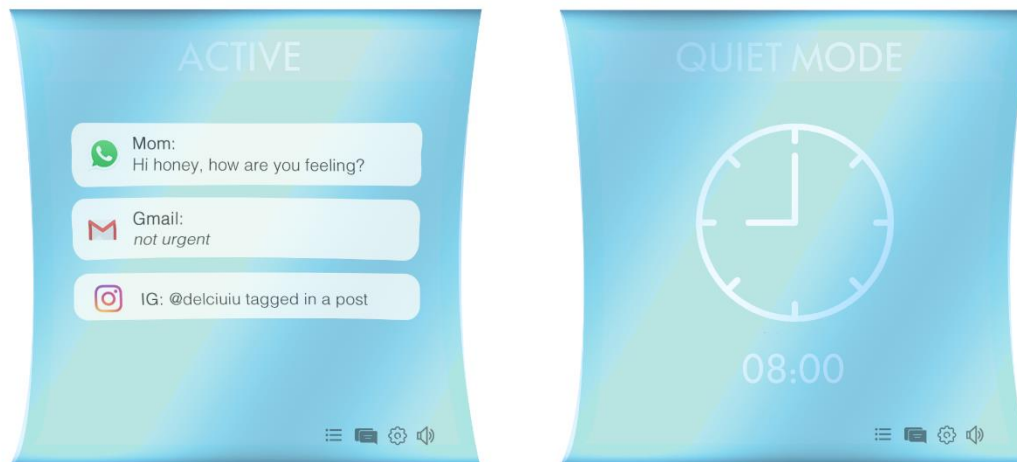 ACTIVE
Mom:
Hi honey, how are you feeling?
Gmail:
not urgent
IG: @delciuiu tagged in a post
QUIET MODE
08:00